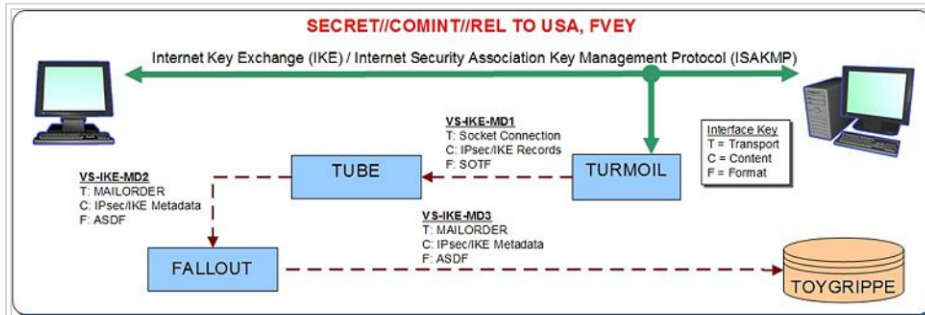 SECRET//COMINT//REL TO USA, FVEY
Internet Key Exchange (IKE) / Internet Security Association Key Management Protocol (ISAKMP)
VS-IKE-MD1
T: Socket Connection
C: IPsec/IKE Records
F: SOTF
Interface Key
T = Transport
C = Content
F = Format
TUBE
TURMOIL
VS-IKE-MD2
T: MAILORDER
C: IPsec/IKE Metadata
F: ASDF
VS-IKE-MD3
T: MAILORDER
C: IPsec/IKE Metadata
F: ASDF
FALLOUT
TOYGRIPPE